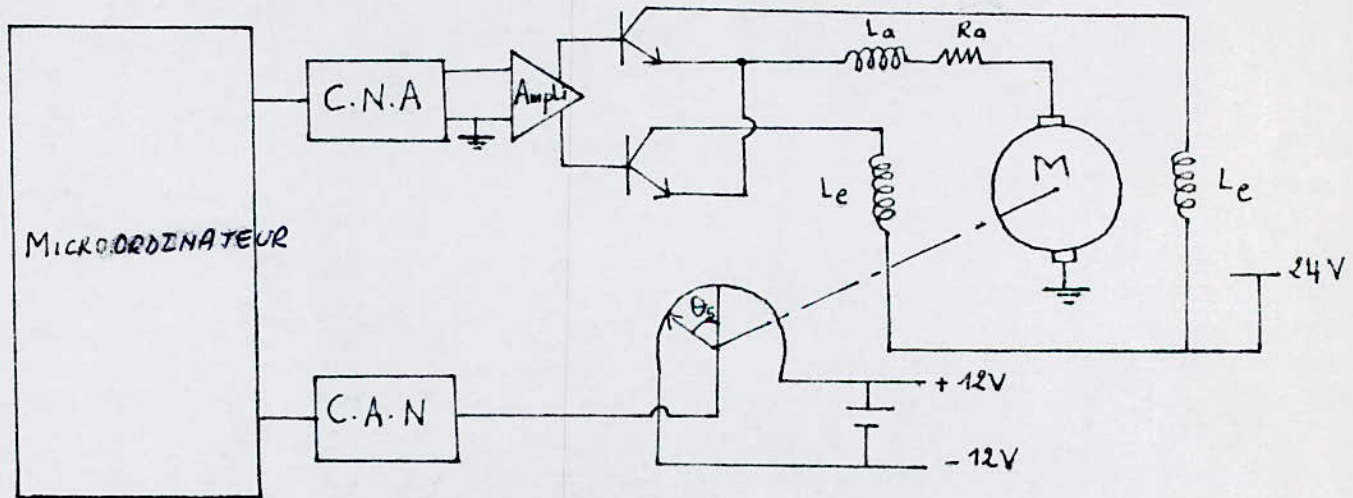 La
Ra
C.N.A
Ampli
M
Le
Le
MICROORDINATEUR
24V
θs
+12V
C.A.N
-12V